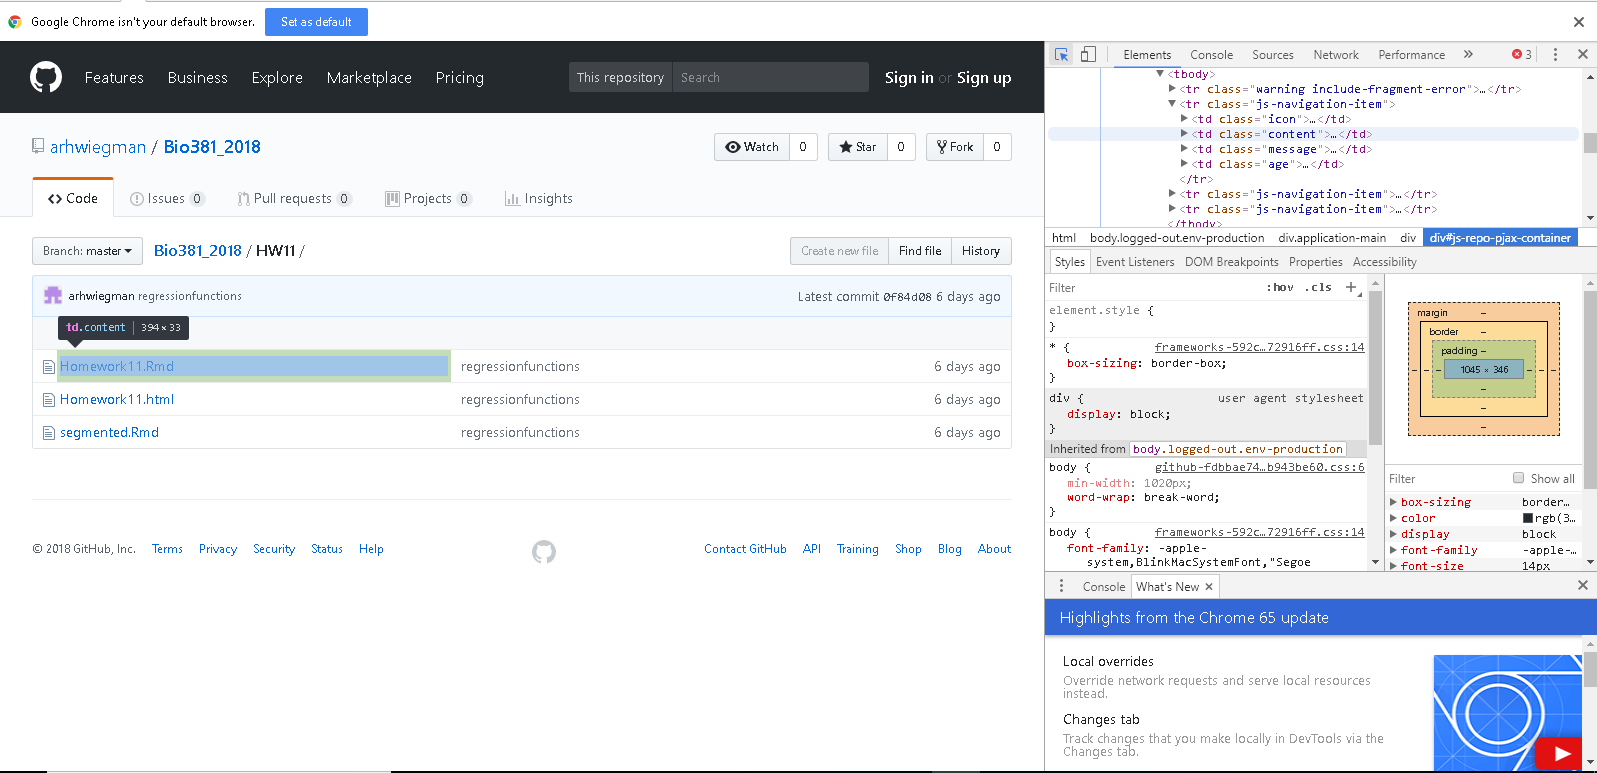 Google Chrome isn't your default browser. Set as default
Features Business Explore Marketplace Pricing This repository Search Sign in or Sign up
arhwiegman / Bio381_2018
Watch 0 Star 0 Fork 0
Code Issues 0 Pull requests 0 Projects 0 Insights
Branch: master Bio381_2018 / HW11 / Create new file Find file History
arhwiegman regressionfunctions Latest commit 0f84d08 6 days ago
td.content 394 × 33
Homework11.Rmd regressionfunctions 6 days ago
Homework11.html regressionfunctions 6 days ago
segmented.Rmd regressionfunctions 6 days ago
© 2018 GitHub, Inc. Terms Privacy Security Status Help Contact GitHub API Training Shop Blog About
Elements Console Sources Network Performance » 3
<tbody>
<tr class="warning include-fragment-error">…</tr>
<tr class="js-navigation-item">
<td class="icon">…</td>
<td class="content">…</td>
<td class="message">…</td>
<td class="age">…</td>
</tr>
<tr class="js-navigation-item">…</tr>
<tr class="js-navigation-item">…</tr>
</tbody>
html body.logged-out.env-production div.application-main div div#js-repo-pjax-container
Styles Event Listeners DOM Breakpoints Properties Accessibility
Filter :hov .cls +
element.style {
}
* { frameworks-592c…72916ff.css:14
box-sizing: border-box;
}
div { user agent stylesheet
display: block;
}
Inherited from body.logged-out.env-production
body { github-fdbbae74…b943be60.css:6
min-width: 1020px;
word-wrap: break-word;
}
body { frameworks-592c…72916ff.css:14
font-family: -apple-
system,BlinkMacSystemFont,"Segoe
margin –
border –
padding –
1045 × 346
Filter Show all
box-sizing border…
color rgb(3…
display block
font-family -apple-…
font-size 14px
Console What's New
Highlights from the Chrome 65 update
Local overrides
Override network requests and serve local resources
instead.
Changes tab
Track changes that you make locally in DevTools via the
Changes tab.